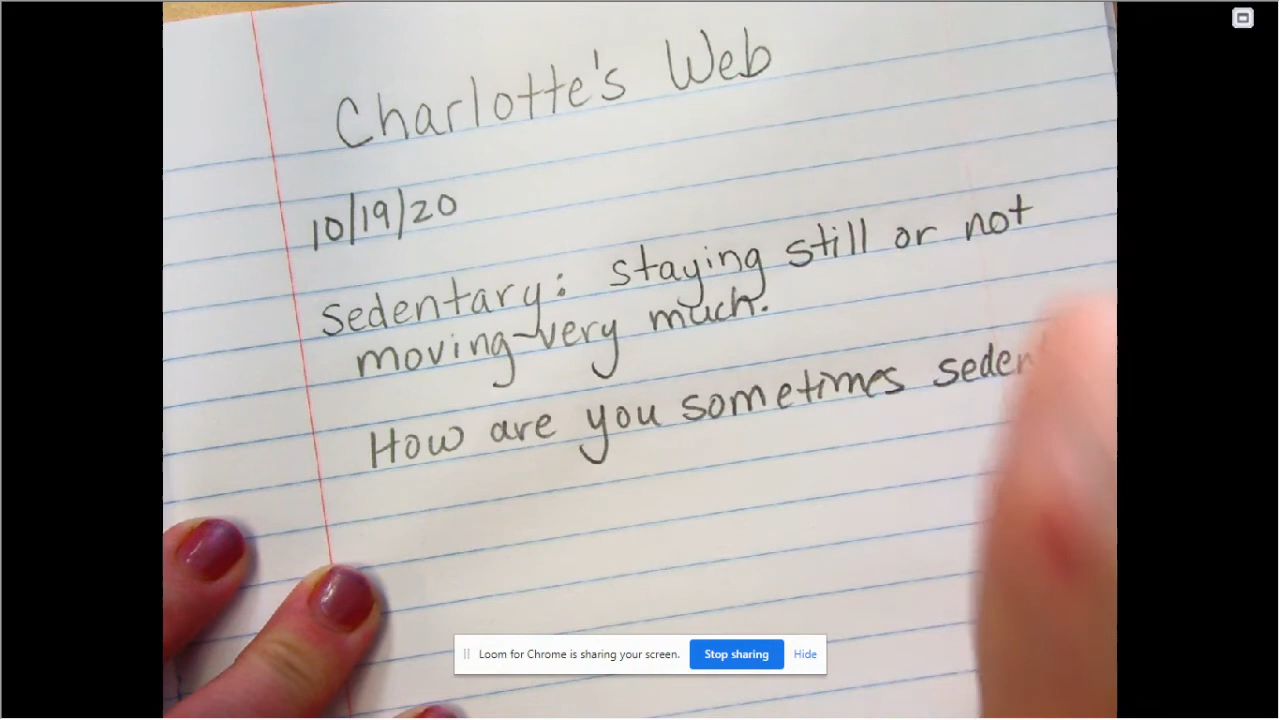 Charlotte's Web
10/19/20
Sedentary: staying still or not
moving very much.
How are you sometimes
Loom for Chrome is sharing your screen.
Stop sharing
Hide